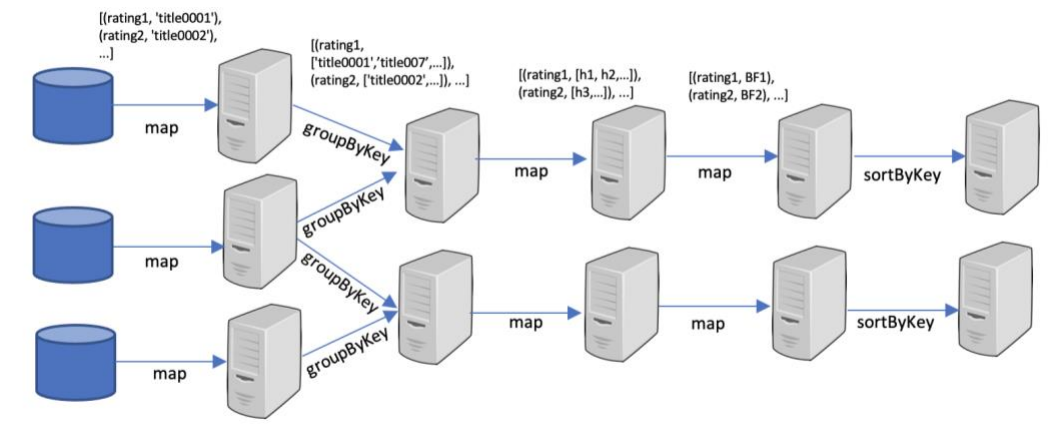 [(rating1, 'title0001'),
(rating2, 'title0002'),
...]
[(rating1,
['title0001','title007',...]),
(rating2, ['title0002',...]), ...]
[(rating1, [h1, h2,...]),
(rating2, [h3,...]), ...]
[(rating1, BF1),
(rating2, BF2), ...]
map
groupByKey
map
map
sortByKey
groupByKey
map
groupByKey
map
map
sortByKey
groupByKey
map